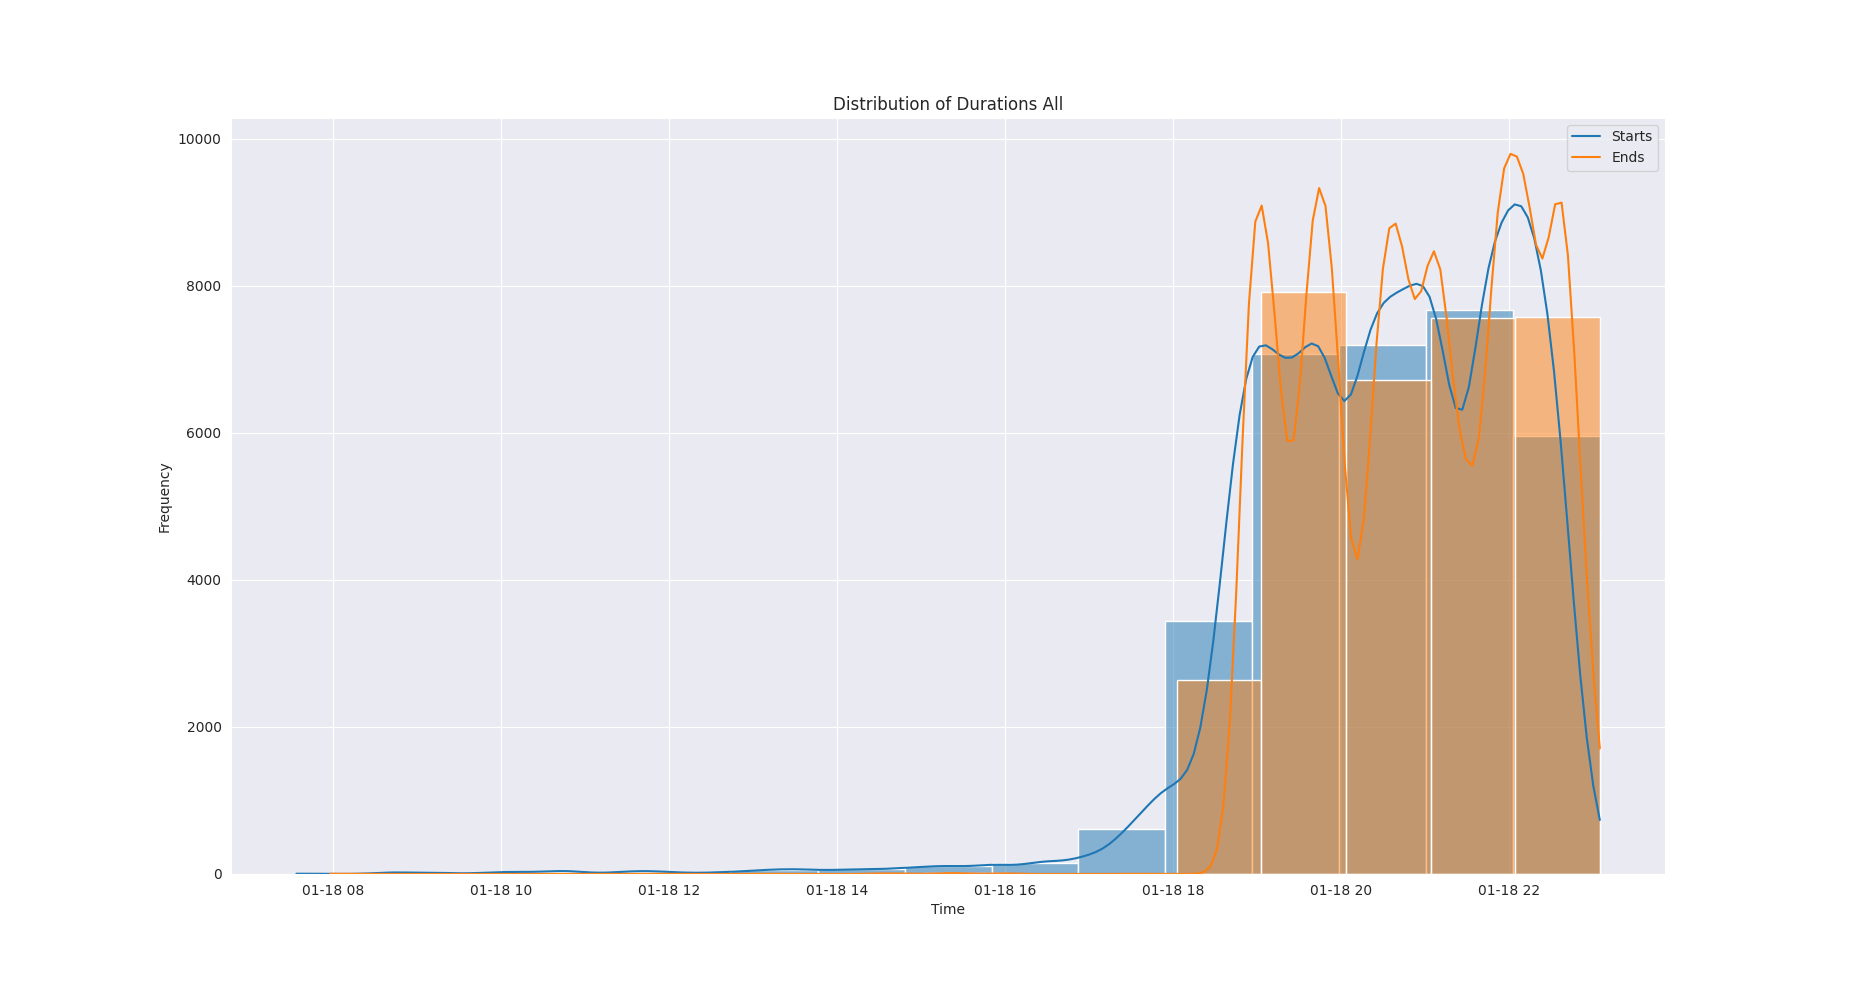 Distribution of Durations All
10000
8000
6000
4000
2000
0
Frequency
Starts
Ends
01-18 08
01-18 10
01-18 12
01-18 14
01-18 16
01-18 18
01-18 20
01-18 22
Time